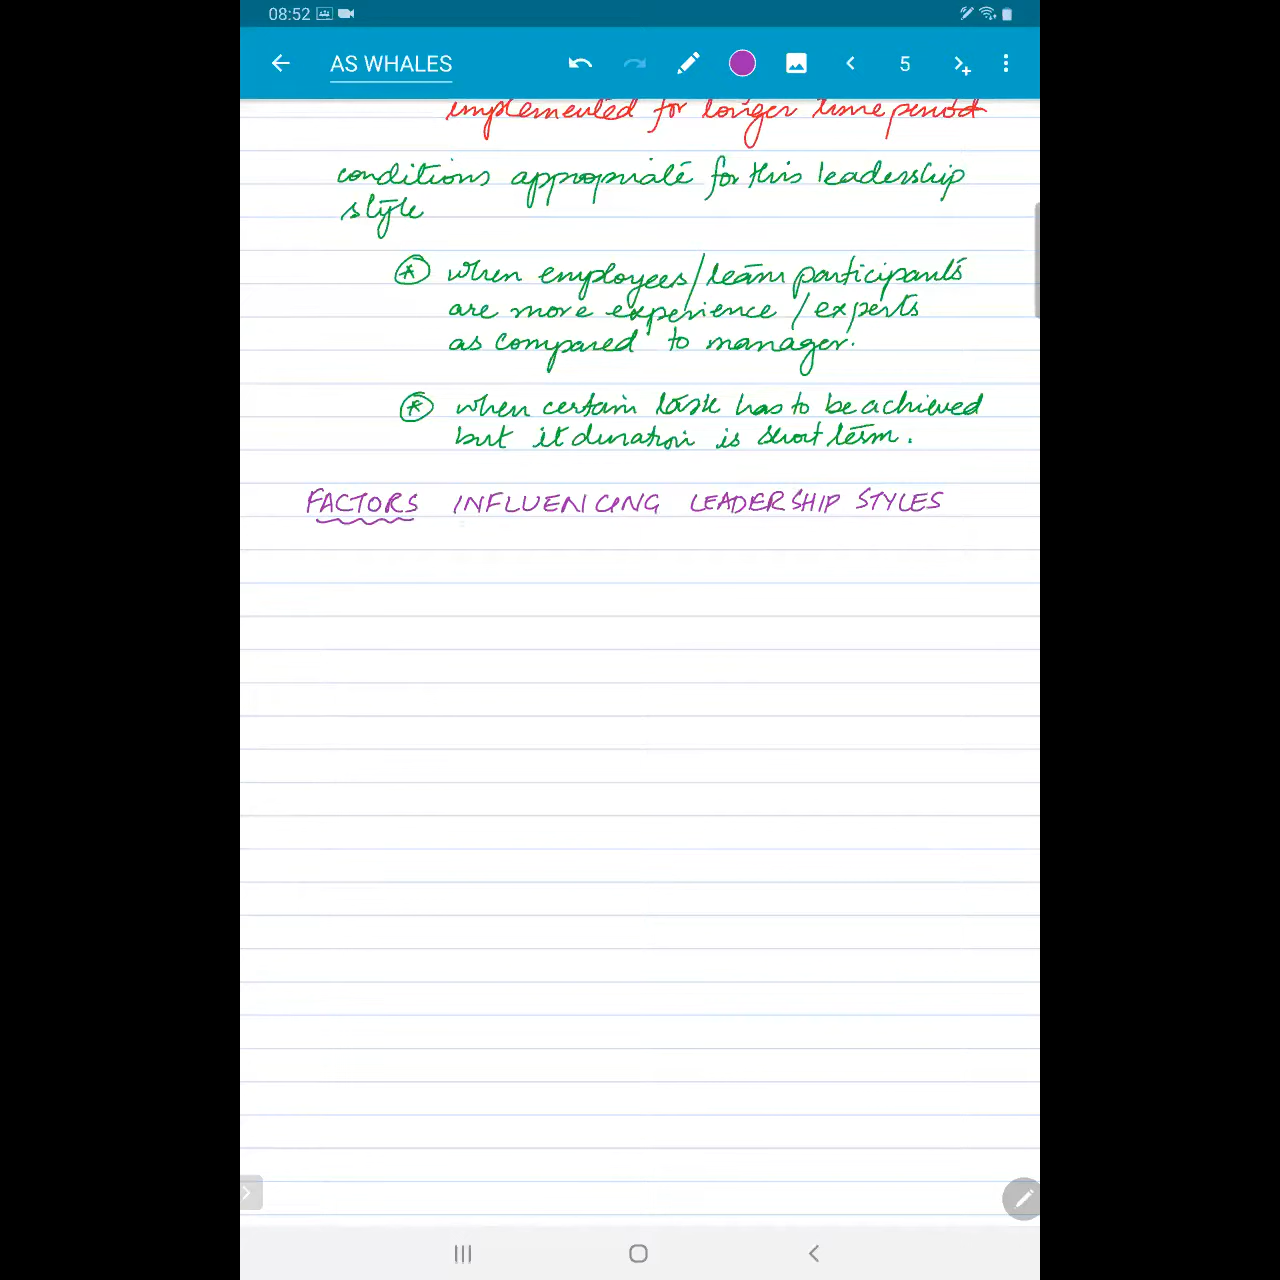 08:52
AS WHALES
5
implemented for longer time period
conditions appropriate for this leadership
style
when employees/team participants
are more experience / experts
as compared to manager.
when certain task has to be achieved
but it duration is short term.
FACTORS INFLUENCING LEADERSHIP STYLES